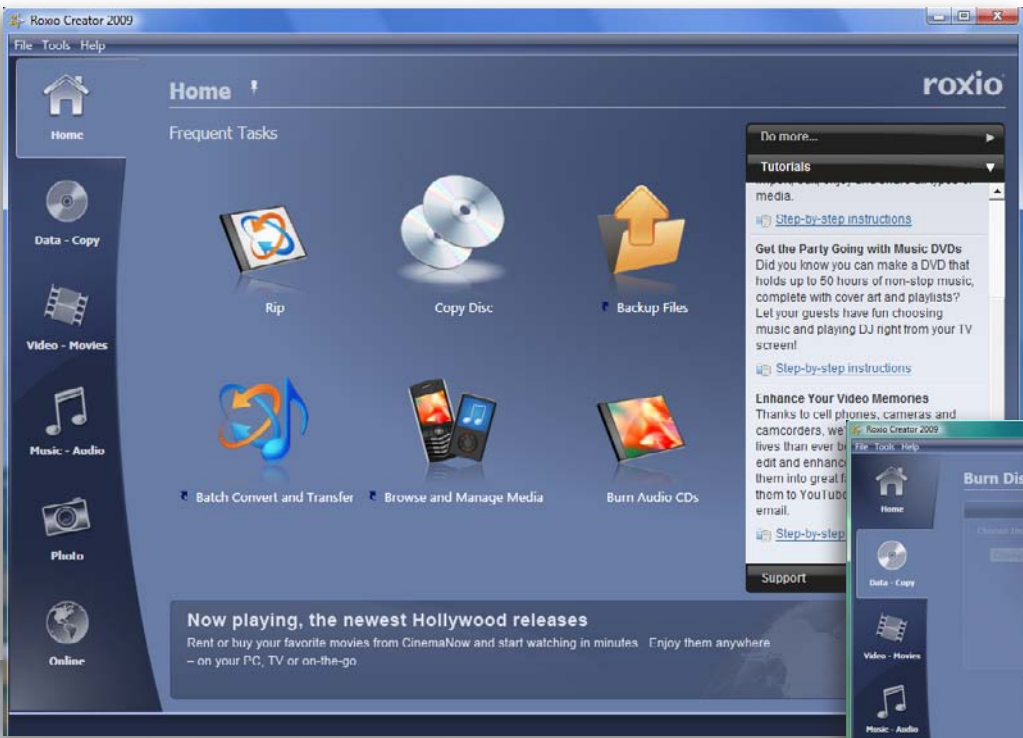 Roxio Creator 2009
File Tools Help
Home
roxio
Frequent Tasks
Home
Data - Copy
Video - Movies
Music - Audio
Photo
Online
Rip
Copy Disc
Backup Files
Batch Convert and Transfer
Browse and Manage Media
Burn Audio CDs
Do more...
Tutorials
media.
Step-by-step instructions
Get the Party Going with Music DVDs
Did you know you can make a DVD that
holds up to 50 hours of non-stop music,
complete with cover art and playlists?
Let your guests have fun choosing
music and playing DJ right from your TV
screen!
Step-by-step instructions
Enhance Your Video Memories
Thanks to cell phones, cameras and
camcorders, we'
lives than ever b
edit and enhance
them into great f
them to YouTube
email.
Step-by-step
Support
Now playing, the newest Hollywood releases
Rent or buy your favorite movies from CinemaNow and start watching in minutes. Enjoy them anywhere
– on your PC, TV or on-the-go
Roxio Creator 2009
File Tools Help
Burn Dis
Home
Data - Copy
Video - Movies
Music - Audio